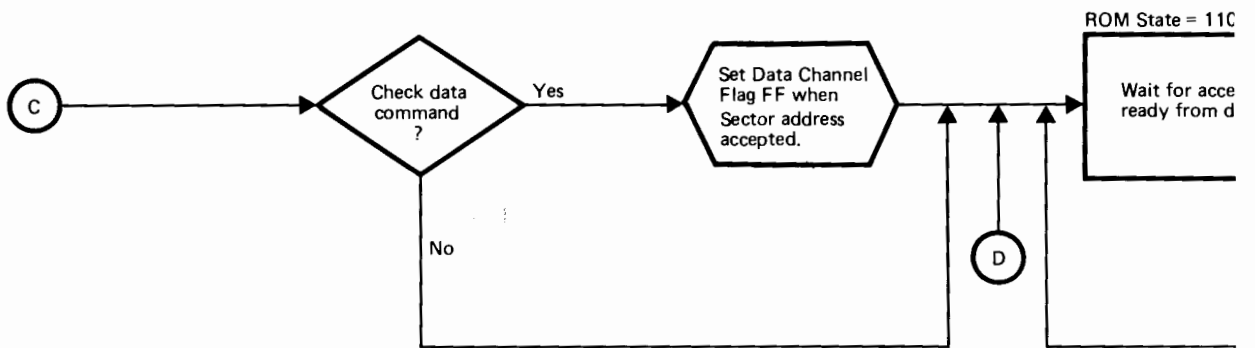 ROM State = 110
C
Check data
command
?
Yes
Set Data Channel
Flag FF when
Sector address
accepted.
Wait for acce
ready from d
No
D